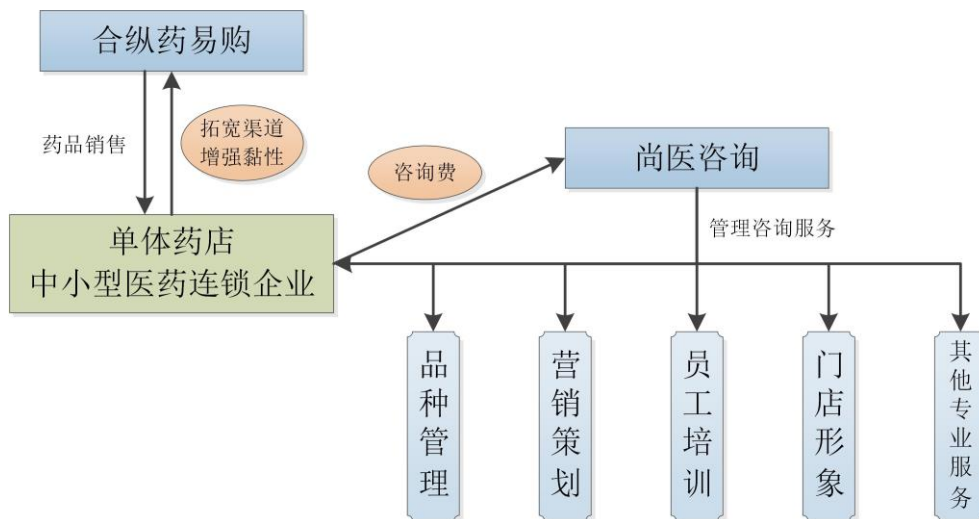 合纵药易购
药品销售
拓宽渠道
增强黏性
咨询费
尚医咨询
管理咨询服务
单体药店
中小型医药连锁企业
品种管理
营销策划
员工培训
门店形象
其他专业服务